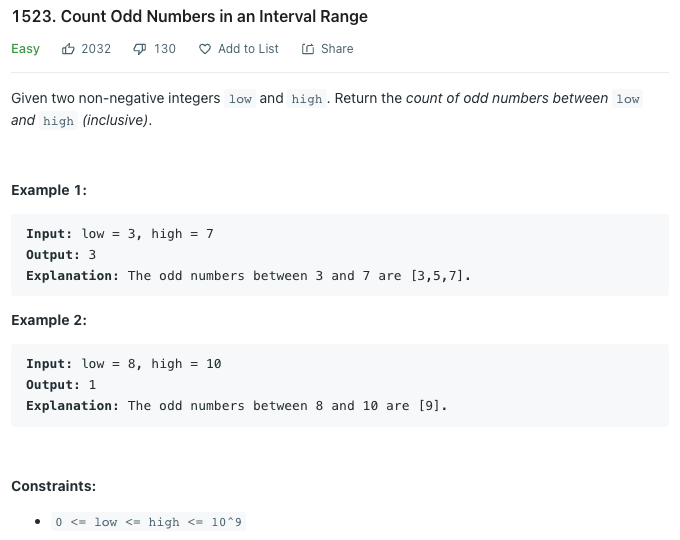 1523. Count Odd Numbers in an Interval Range
Easy 2032 130 Add to List Share
Given two non-negative integers low and high. Return the count of odd numbers between low
and high (inclusive).
Example 1:
Input: low = 3, high = 7
Output: 3
Explanation: The odd numbers between 3 and 7 are [3,5,7].
Example 2:
Input: low = 8, high = 10
Output: 1
Explanation: The odd numbers between 8 and 10 are [9].
Constraints:
• 0 <= low <= high <= 10^9